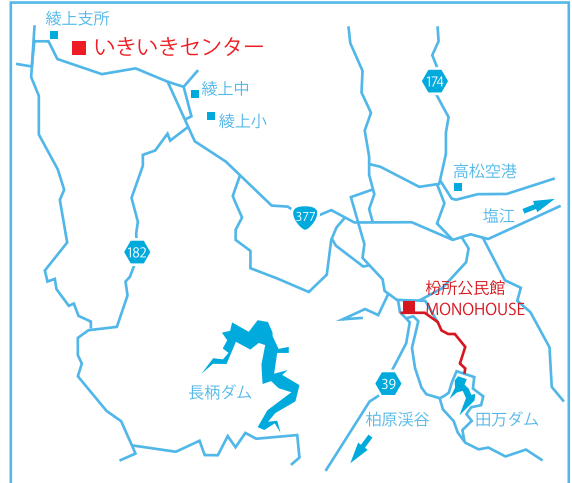 綾上支所
いきいきセンター
174
綾上中
綾上小
高松空港
塩江
377
182
枌所公民館
MONOHOUSE
39
長柄ダム
柏原渓谷
田万ダム